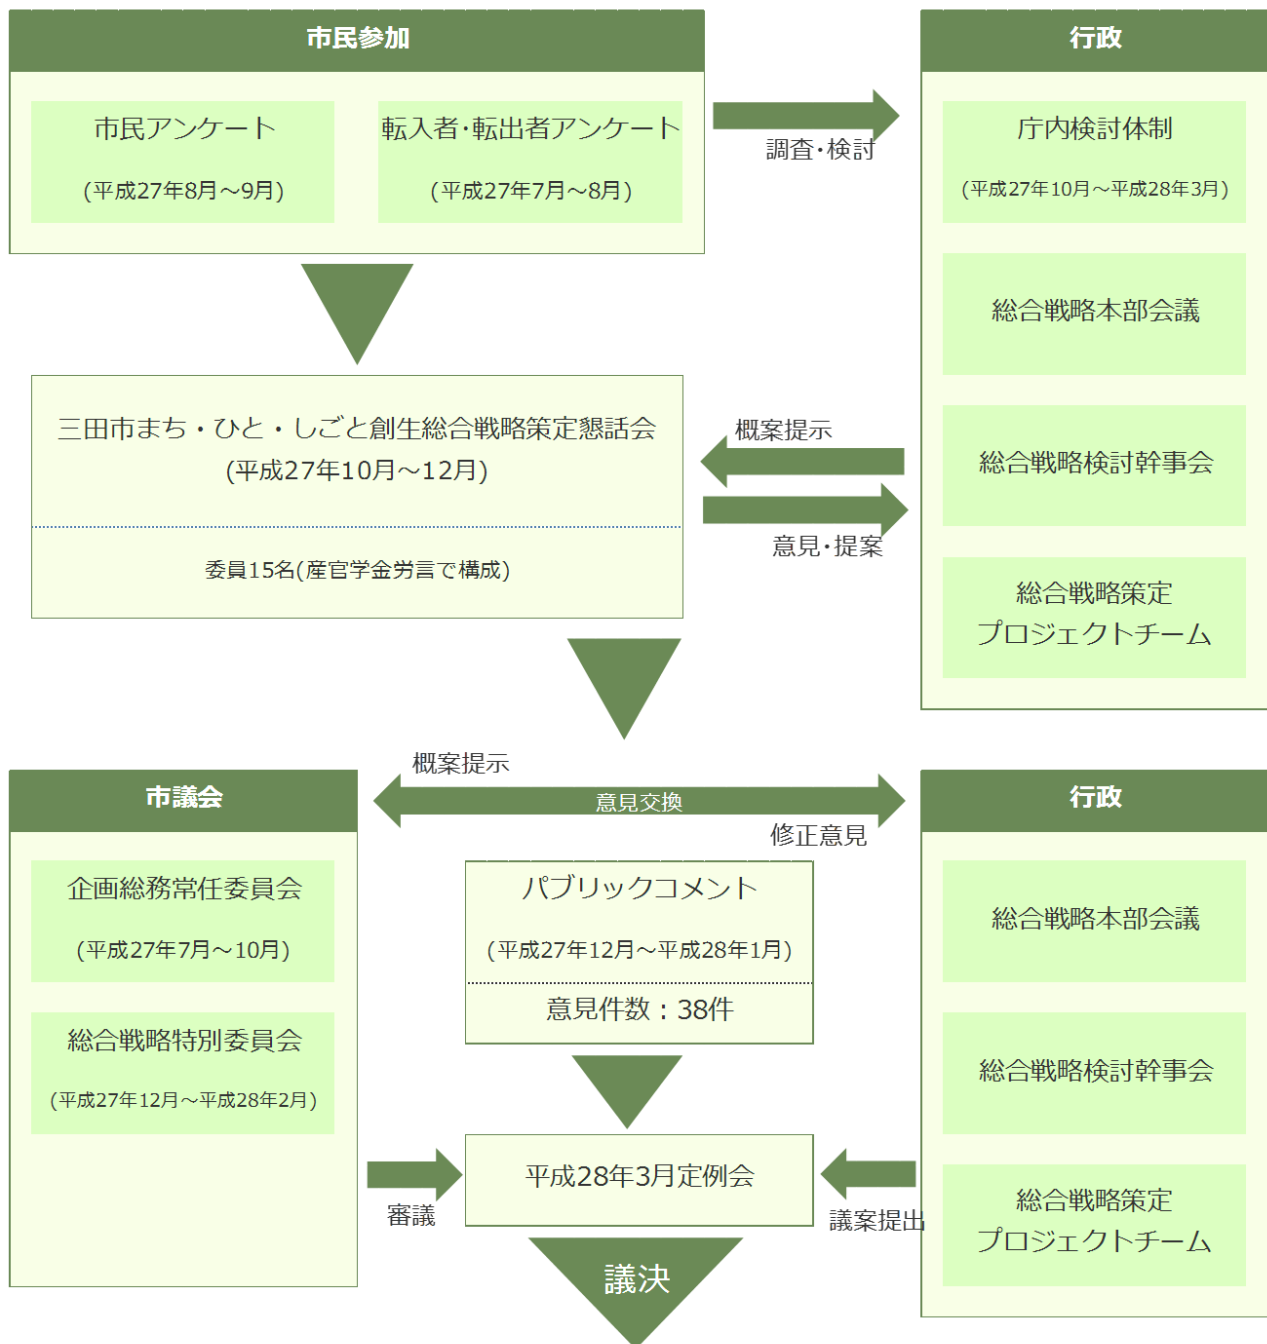 市民参加
市民アンケート
(平成27年8月～9月)
転入者･転出者アンケート
(平成27年7月～8月)
調査･検討
行政
庁内検討体制
(平成27年10月～平成28年3月)
総合戦略本部会議
総合戦略検討幹事会
総合戦略策定
プロジェクトチーム
三田市まち・ひと・しごと創生総合戦略策定懇話会
(平成27年10月～12月)
委員15名(産官学金労言で構成)
概案提示
意見･提案
概案提示
意見交換
修正意見
市議会
企画総務常任委員会
(平成27年7月～10月)
総合戦略特別委員会
(平成27年12月～平成28年2月)
パブリックコメント
(平成27年12月～平成28年1月)
意見件数：38件
行政
総合戦略本部会議
総合戦略検討幹事会
総合戦略策定
プロジェクトチーム
審議
平成28年3月定例会
議案提出
議決